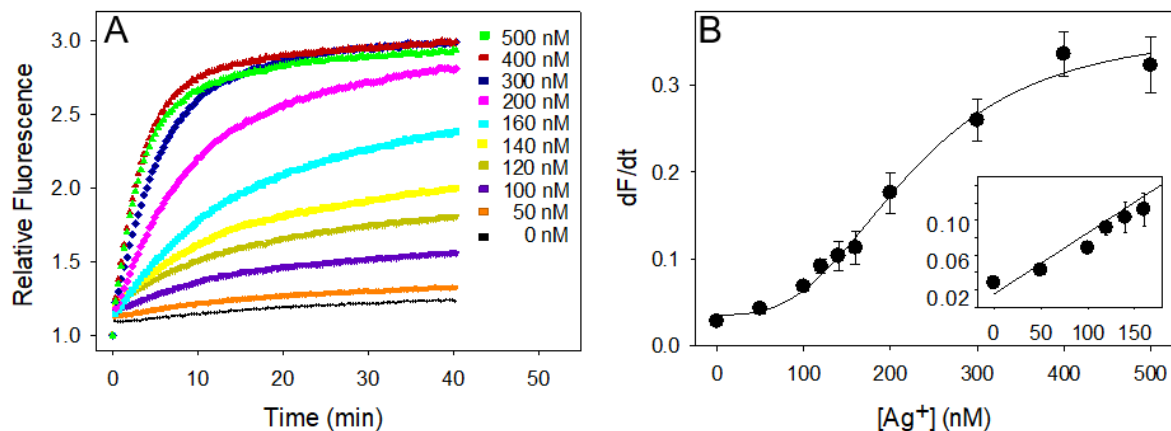 A
3.0
2.5
2.0
1.5
1.0
Relative Fluorescence
0 10 20 30 40 50
Time (min)
500 nM
400 nM
300 nM
200 nM
160 nM
140 nM
120 nM
100 nM
50 nM
0 nM
B
0.3
0.2
0.1
0.0
dF/dt
0 100 200 300 400 500
[Ag⁺] (nM)
0.10
0.06
0.02
0 50 100 150